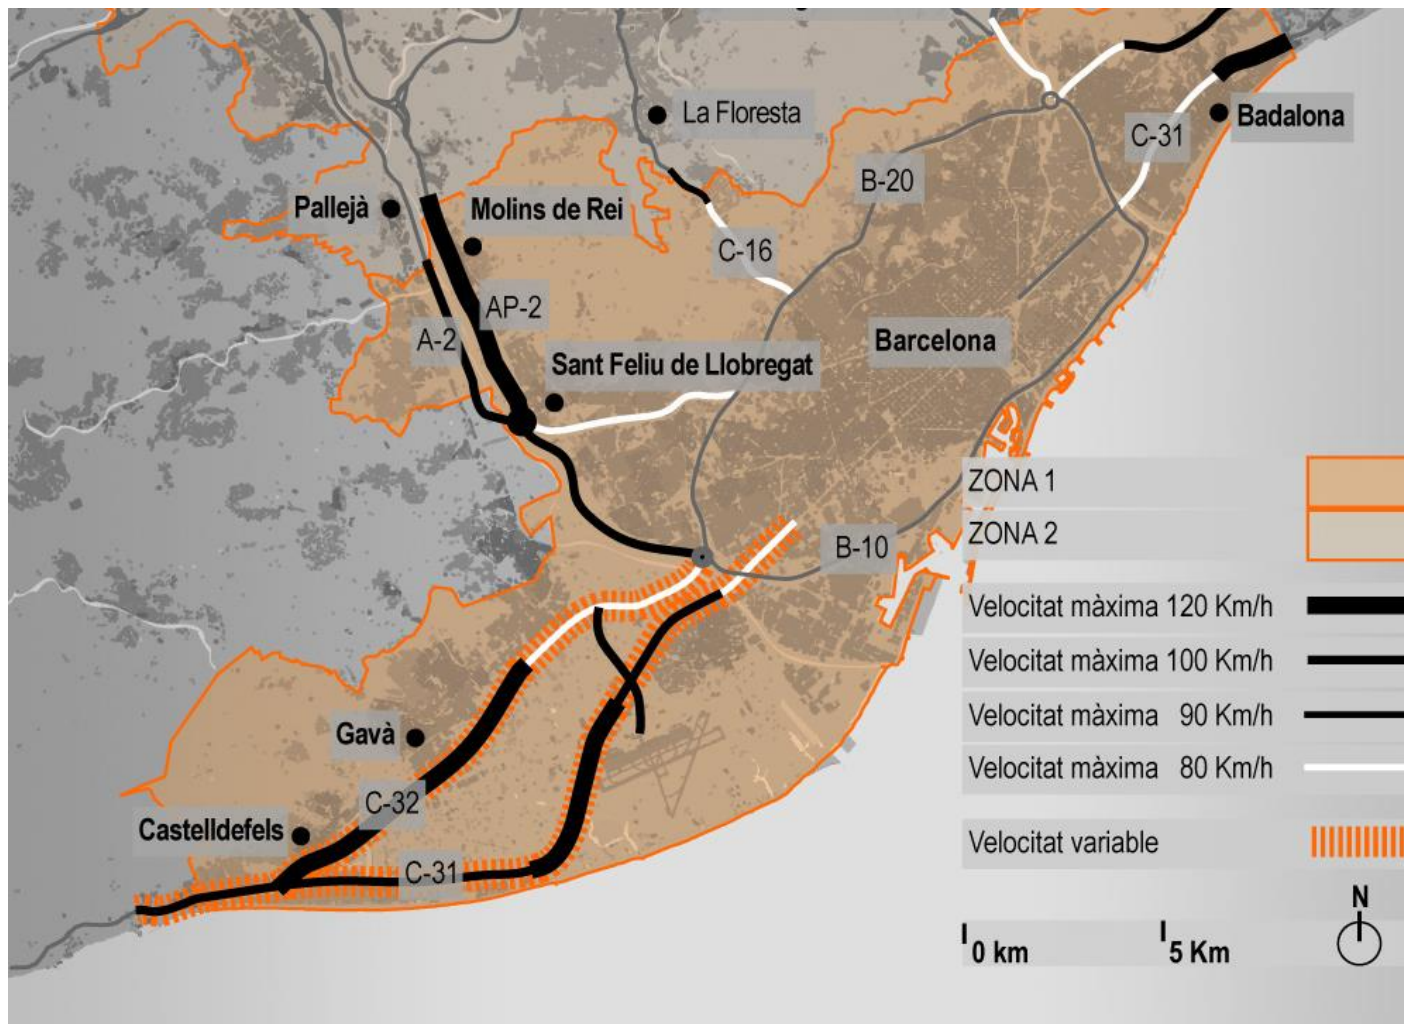 La Floresta
Badalona
C-31
B-20
Pallejà
Molins de Rei
C-16
AP-2
A-2
Barcelona
Sant Feliu de Llobregat
ZONA 1
ZONA 2
B-10
Velocitat màxima 120 Km/h
Velocitat màxima 100 Km/h
Velocitat màxima 90 Km/h
Velocitat màxima 80 Km/h
Gavà
C-32
Castelldefels
C-31
Velocitat variable
N
0 km
5 Km